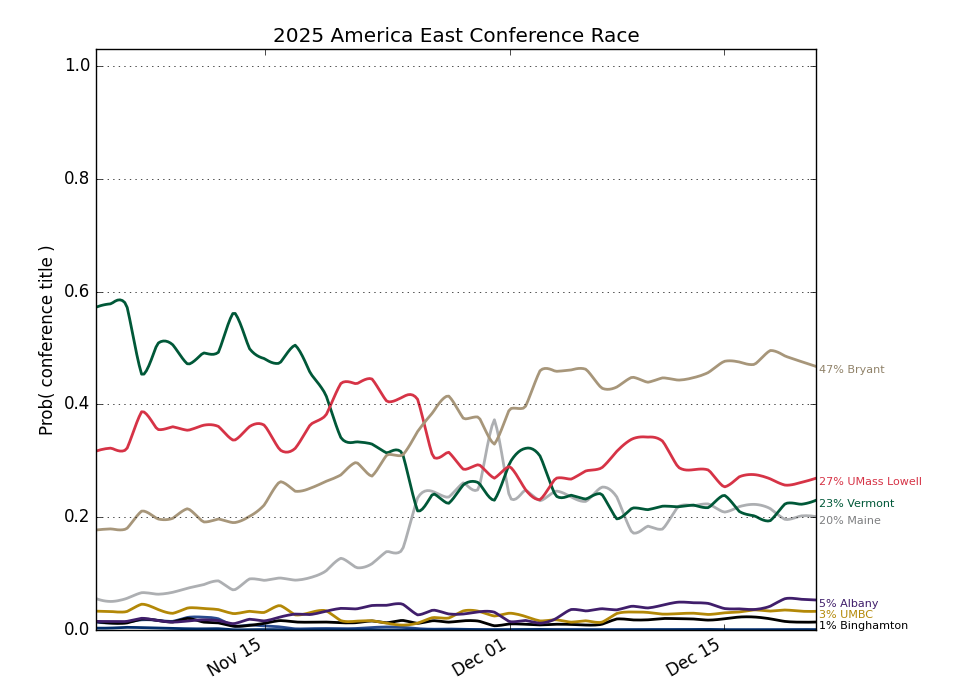 2025 America East Conference Race
Prob( conference title )
1.0
0.8
0.6
0.4
0.2
0.0
Nov 15
Dec 01
Dec 15
47% Bryant
27% UMass Lowell
23% Vermont
20% Maine
5% Albany
3% UMBC
1% Binghamton